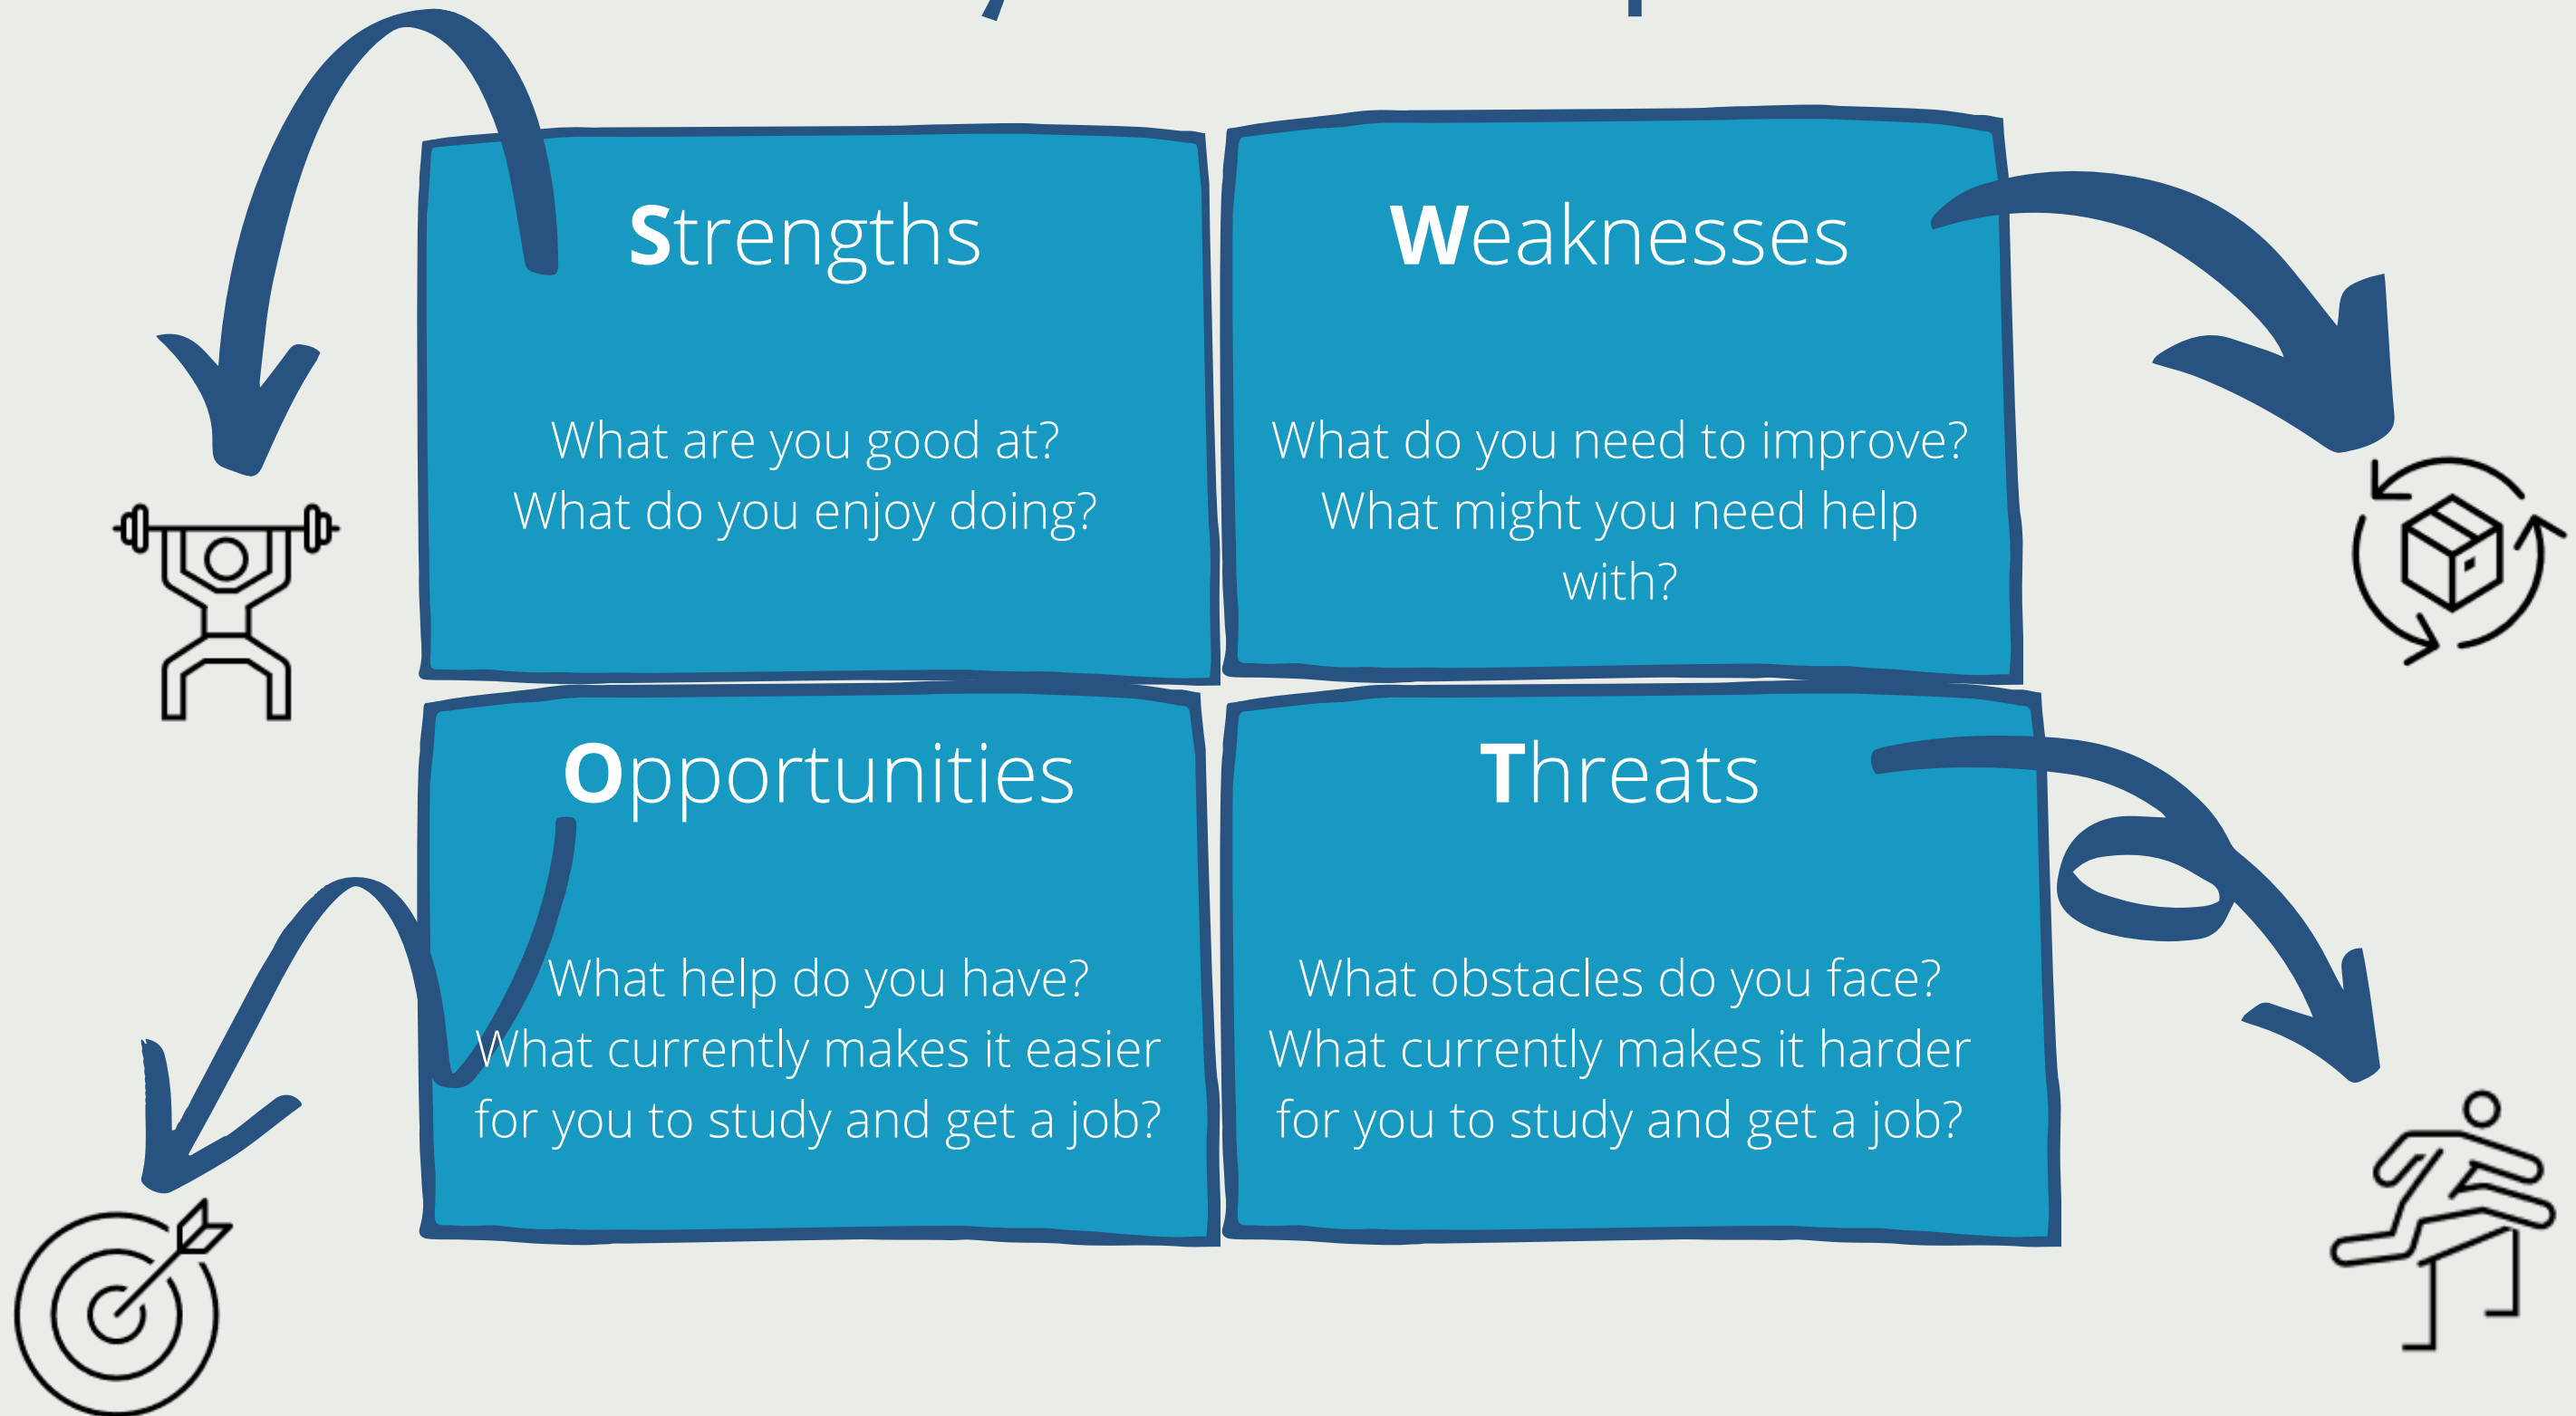 Strengths
What are you good at?
What do you enjoy doing?
Weaknesses
What do you need to improve?
What might you need help
with?
Opportunities
What help do you have?
What currently makes it easier
for you to study and get a job?
Threats
What obstacles do you face?
What currently makes it harder
for you to study and get a job?